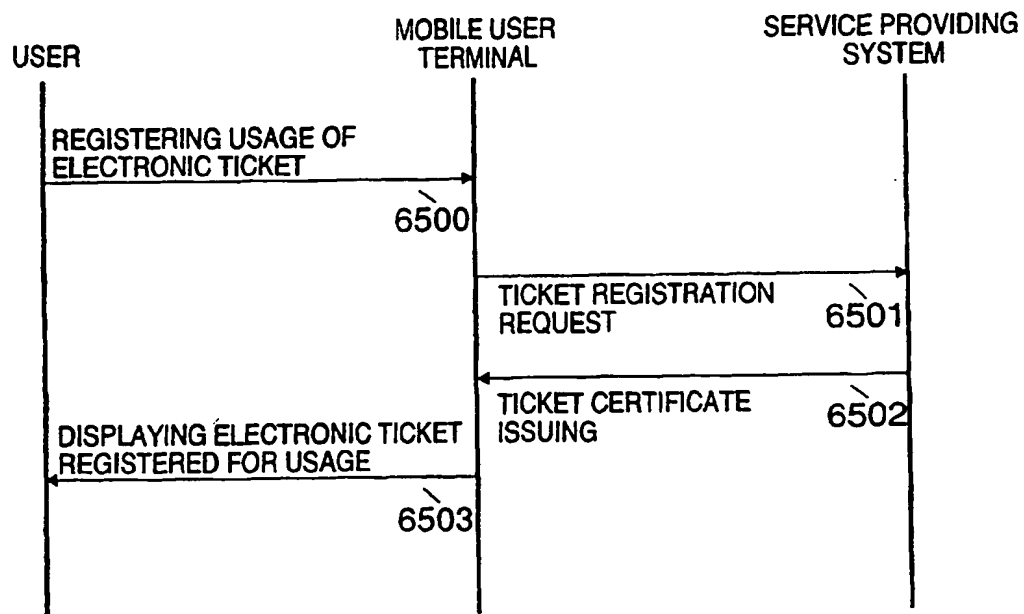 USER
MOBILE USER
TERMINAL
SERVICE PROVIDING
SYSTEM
REGISTERING USAGE OF
ELECTRONIC TICKET
6500
TICKET REGISTRATION
REQUEST
6501
TICKET CERTIFICATE
ISSUING
6502
DISPLAYING ELECTRONIC TICKET
REGISTERED FOR USAGE
6503